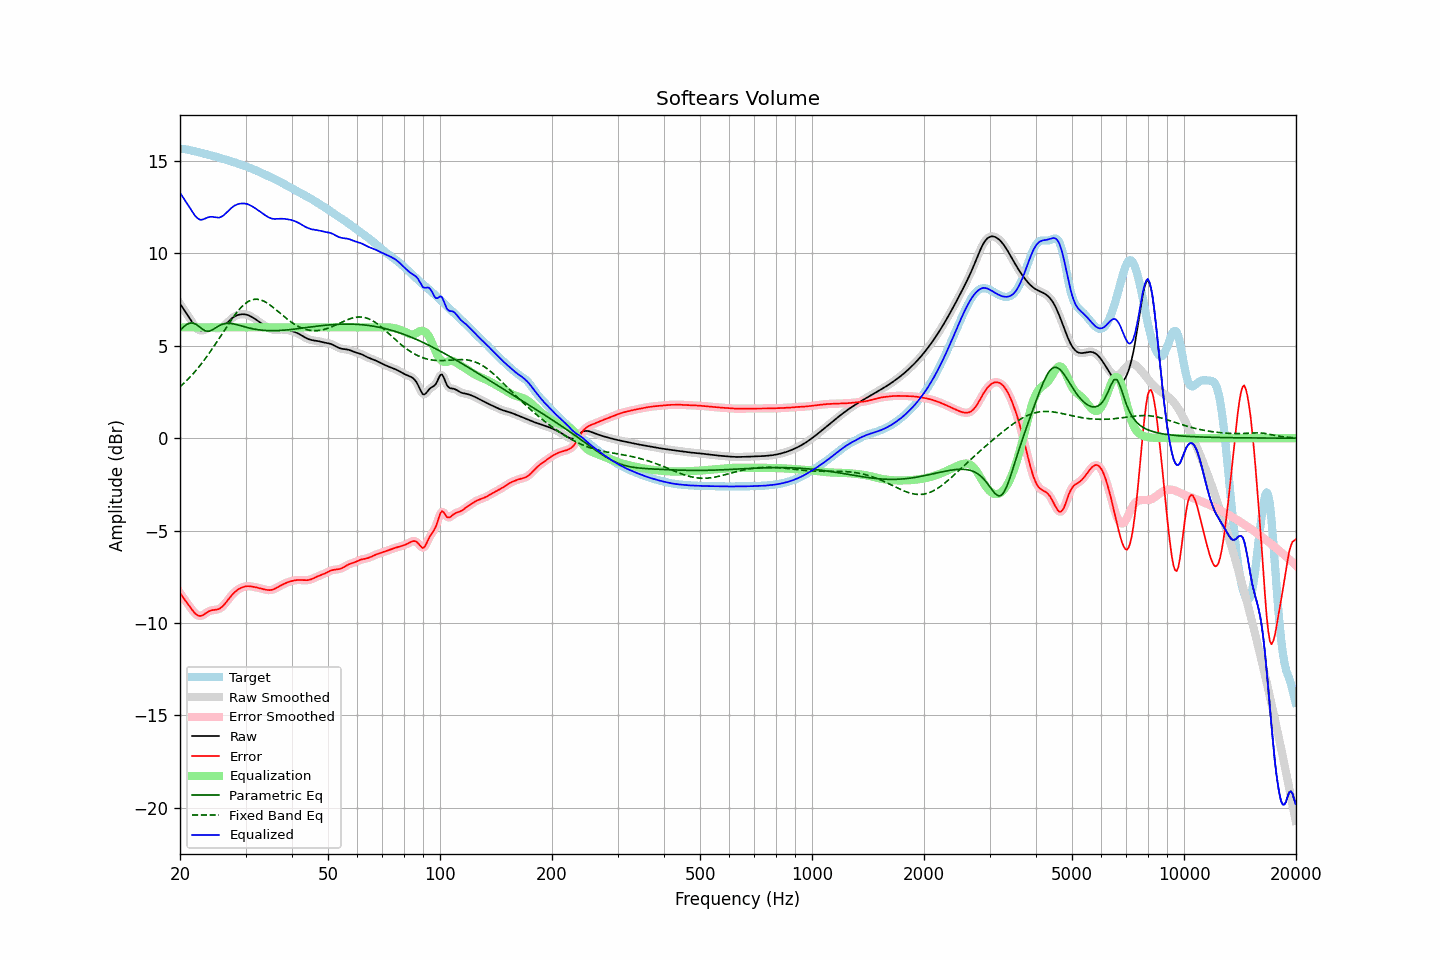 Softears Volume
Amplitude (dBr)
15
10
5
0
−5
−10
−15
−20
Target
Raw Smoothed
Error Smoothed
Raw
Error
Equalization
Parametric Eq
Fixed Band Eq
Equalized
20 50 100 200 500 1000 2000 5000 10000 20000
Frequency (Hz)